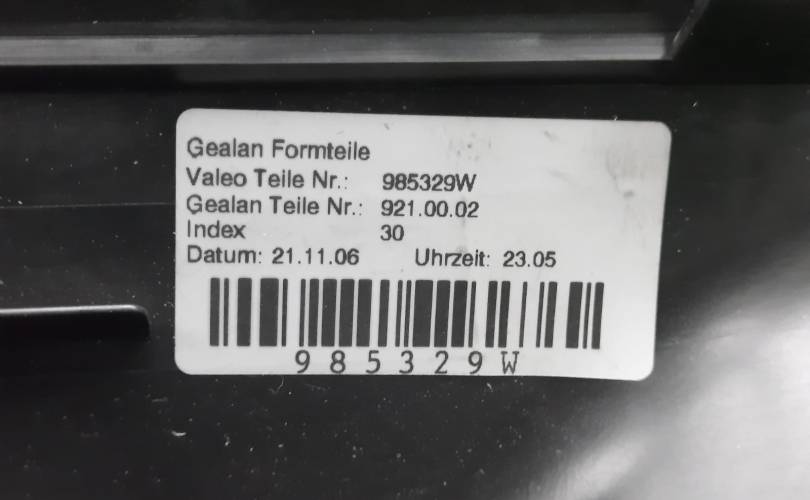 Gealan Formteile
Valeo Teile Nr.: 985329W
Gealan Teile Nr.: 921.00.02
Index 30
Datum: 21.11.06 Uhrzeit: 23.05
985329W